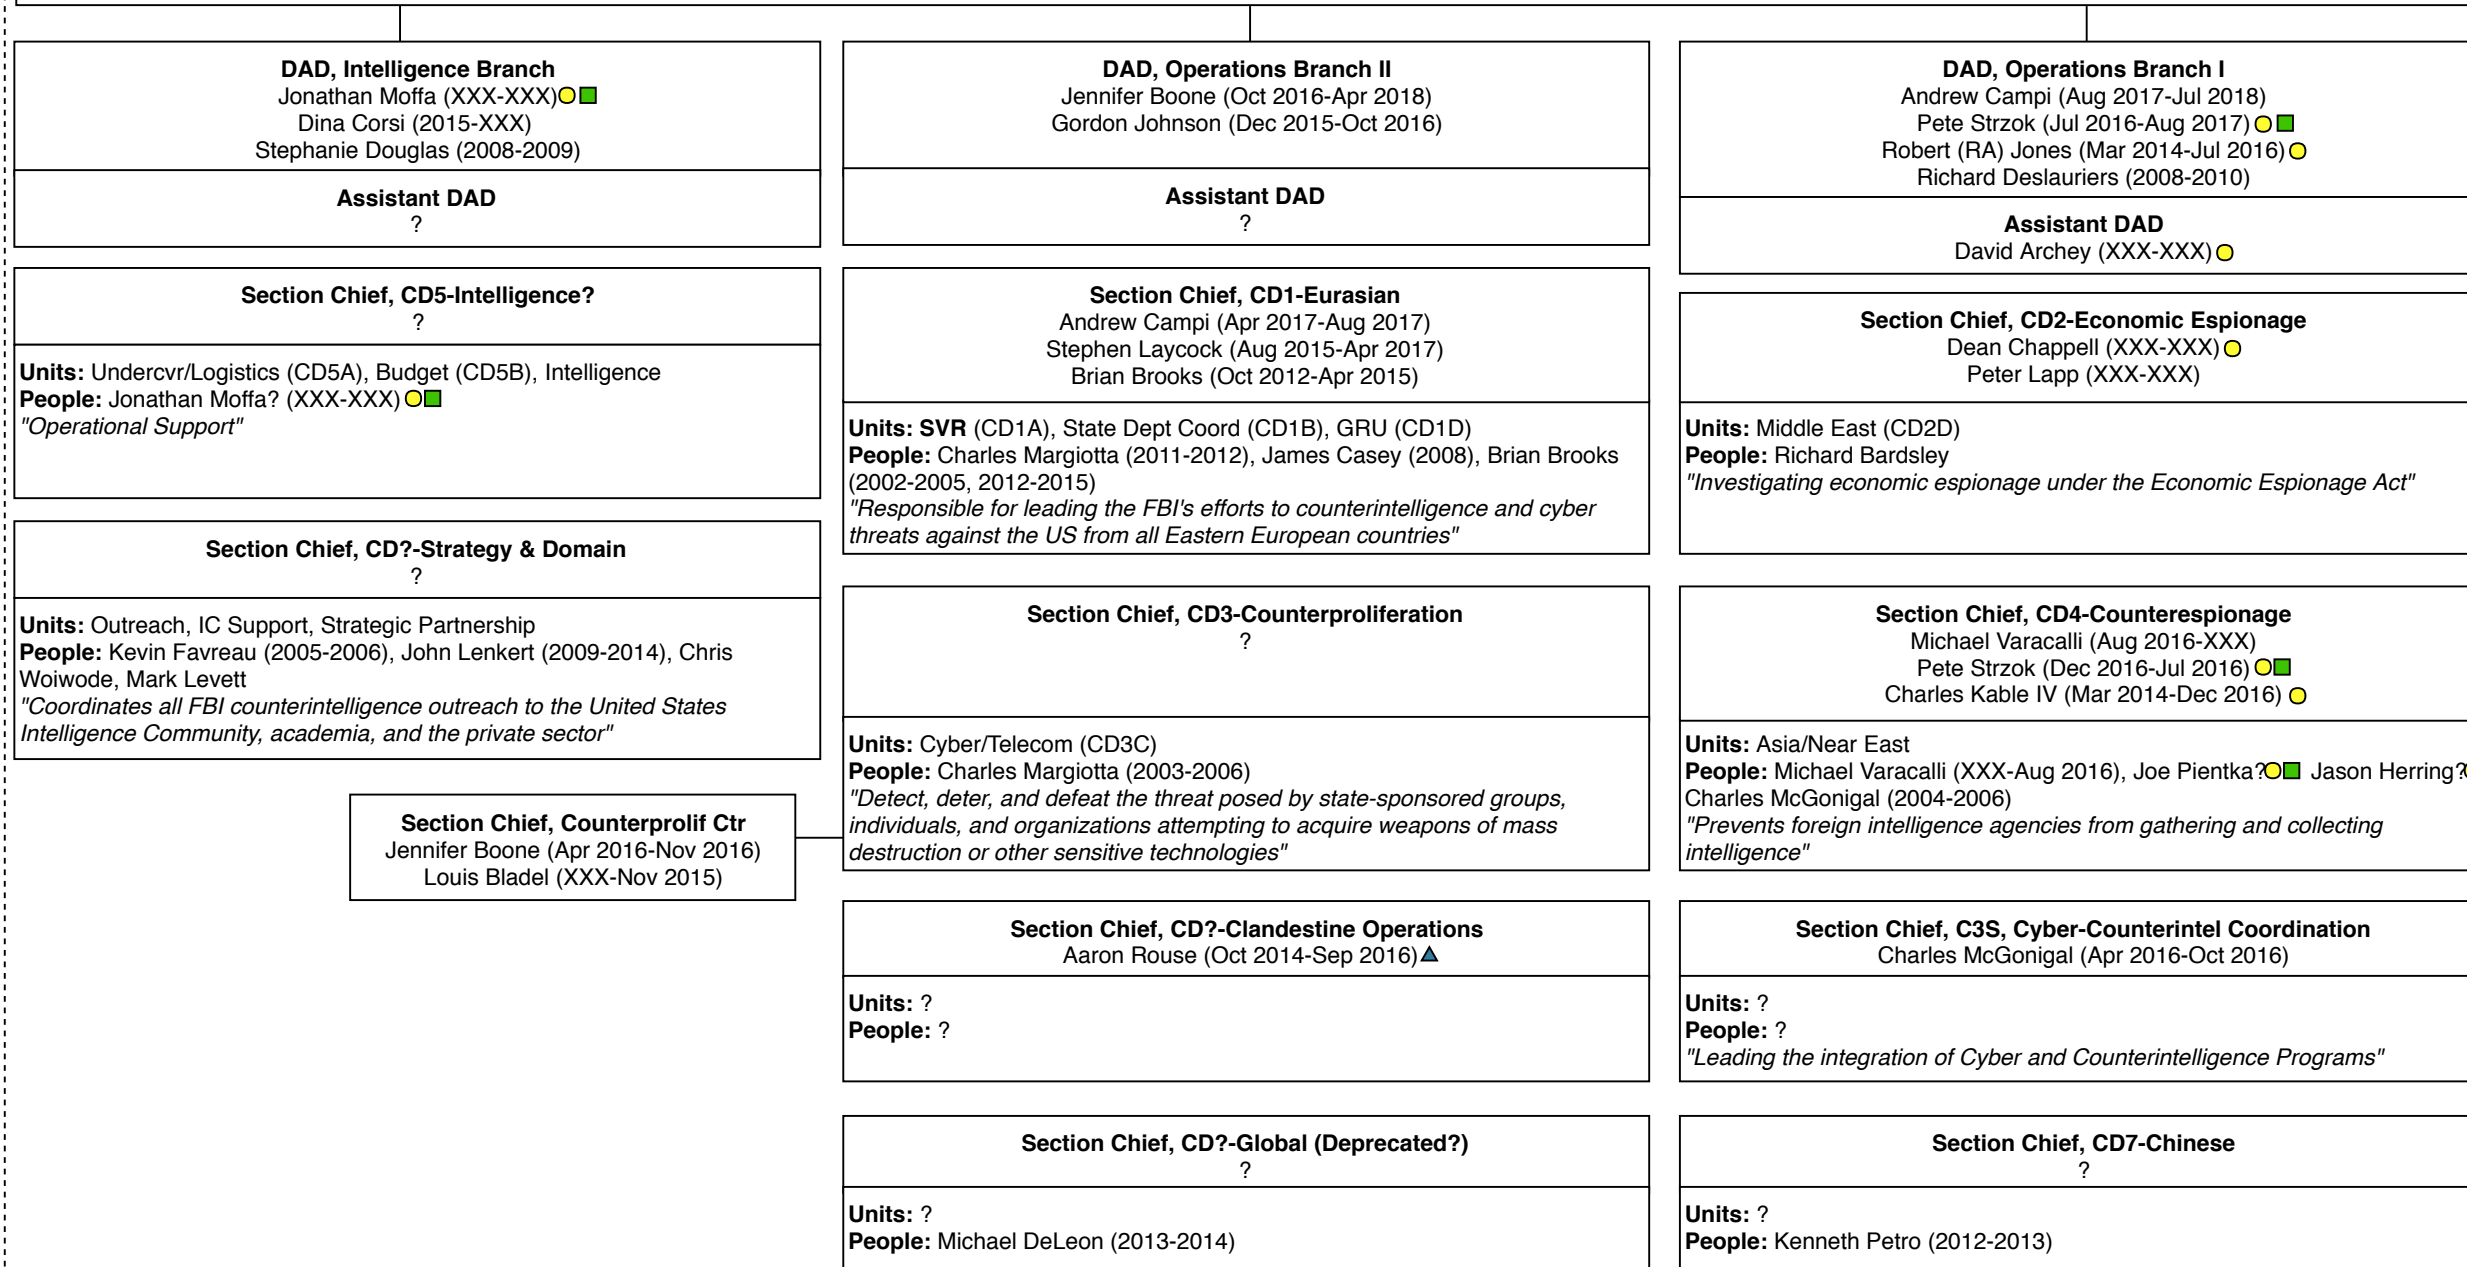 DAD, Intelligence Branch
Jonathan Moffa (XXX-XXX)
Dina Corsi (2015-XXX)
Stephanie Douglas (2008-2009)
Assistant DAD
?
Section Chief, CD5-Intelligence?
?
Units: Undercvr/Logistics (CD5A), Budget (CD5B), Intelligence
People: Jonathan Moffa? (XXX-XXX)
"Operational Support"
Section Chief, CD?-Strategy & Domain
?
Units: Outreach, IC Support, Strategic Partnership
People: Kevin Favreau (2005-2006), John Lenkert (2009-2014), Chris
Woiwode, Mark Levett
"Coordinates all FBI counterintelligence outreach to the United States
Intelligence Community, academia, and the private sector"
Section Chief, Counterprolif Ctr
Jennifer Boone (Apr 2016-Nov 2016)
Louis Bladel (XXX-Nov 2015)
DAD, Operations Branch II
Jennifer Boone (Oct 2016-Apr 2018)
Gordon Johnson (Dec 2015-Oct 2016)
Assistant DAD
?
Section Chief, CD1-Eurasian
Andrew Campi (Apr 2017-Aug 2017)
Stephen Laycock (Aug 2015-Apr 2017)
Brian Brooks (Oct 2012-Apr 2015)
Units: SVR (CD1A), State Dept Coord (CD1B), GRU (CD1D)
People: Charles Margiotta (2011-2012), James Casey (2008), Brian Brooks
(2002-2005, 2012-2015)
"Responsible for leading the FBI's efforts to counterintelligence and cyber
threats against the US from all Eastern European countries"
Section Chief, CD3-Counterproliferation
?
Units: Cyber/Telecom (CD3C)
People: Charles Margiotta (2003-2006)
"Detect, deter, and defeat the threat posed by state-sponsored groups,
individuals, and organizations attempting to acquire weapons of mass
destruction or other sensitive technologies"
Section Chief, CD?-Clandestine Operations
Aaron Rouse (Oct 2014-Sep 2016)
Units: ?
People: ?
Section Chief, CD?-Global (Deprecated?)
?
Units: ?
People: Michael DeLeon (2013-2014)
DAD, Operations Branch I
Andrew Campi (Aug 2017-Jul 2018)
Pete Strzok (Jul 2016-Aug 2017)
Robert (RA) Jones (Mar 2014-Jul 2016)
Richard Deslauriers (2008-2010)
Assistant DAD
David Archey (XXX-XXX)
Section Chief, CD2-Economic Espionage
Dean Chappell (XXX-XXX)
Peter Lapp (XXX-XXX)
Units: Middle East (CD2D)
People: Richard Bardsley
"Investigating economic espionage under the Economic Espionage Act"
Section Chief, CD4-Counterespionage
Michael Varacalli (Aug 2016-XXX)
Pete Strzok (Dec 2016-Jul 2016)
Charles Kable IV (Mar 2014-Dec 2016)
Units: Asia/Near East
People: Michael Varacalli (XXX-Aug 2016), Joe Pientka? Jason Herring?
Charles McGonigal (2004-2006)
"Prevents foreign intelligence agencies from gathering and collecting
intelligence"
Section Chief, C3S, Cyber-Counterintel Coordination
Charles McGonigal (Apr 2016-Oct 2016)
Units: ?
People: ?
"Leading the integration of Cyber and Counterintelligence Programs"
Section Chief, CD7-Chinese
?
Units: ?
People: Kenneth Petro (2012-2013)